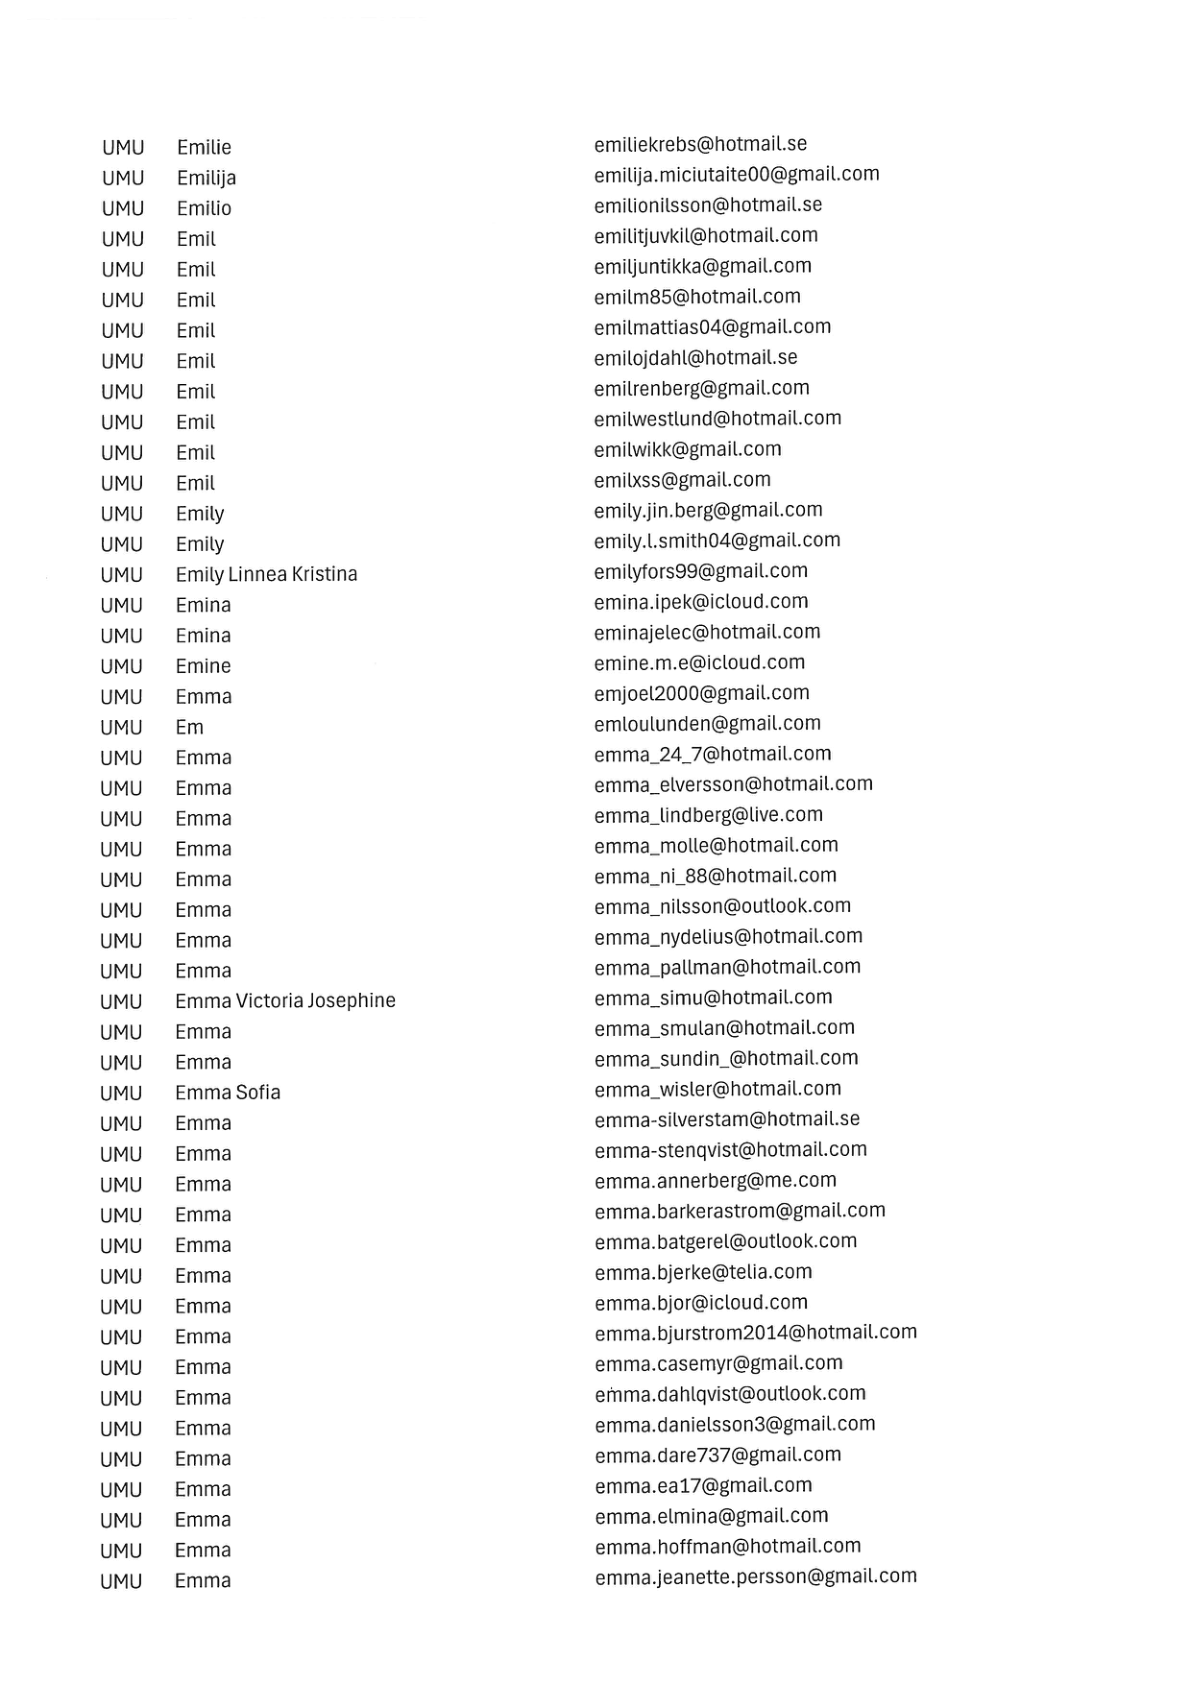 UMU Emilie emiliekrebs@hotmail.se
UMU Emilija emilija.miciutaite00@gmail.com
UMU Emilio emilionilsson@hotmail.se
UMU Emil emilitjuvkil@hotmail.com
UMU Emil emiljuntikka@gmail.com
UMU Emil emilm85@hotmail.com
UMU Emil emilmattias04@gmail.com
UMU Emil emilojdahl@hotmail.se
UMU Emil emilrenberg@gmail.com
UMU Emil emilwestlund@hotmail.com
UMU Emil emilwikk@gmail.com
UMU Emil emilxss@gmail.com
UMU Emily emily.jin.berg@gmail.com
UMU Emily emily.l.smith04@gmail.com
UMU Emily Linnea Kristina emilyfors99@gmail.com
UMU Emina emina.ipek@icloud.com
UMU Emina eminajelec@hotmail.com
UMU Emine emine.m.e@icloud.com
UMU Emma emjoel2000@gmail.com
UMU Em emloulunden@gmail.com
UMU Emma emma_24_7@hotmail.com
UMU Emma emma_elversson@hotmail.com
UMU Emma emma_lindberg@live.com
UMU Emma emma_molle@hotmail.com
UMU Emma emma_ni_88@hotmail.com
UMU Emma emma_nilsson@outlook.com
UMU Emma emma_nydelius@hotmail.com
UMU Emma emma_pallman@hotmail.com
UMU Emma Victoria Josephine emma_simu@hotmail.com
UMU Emma emma_smulan@hotmail.com
UMU Emma emma_sundin_@hotmail.com
UMU Emma Sofia emma_wisler@hotmail.com
UMU Emma emma-silverstam@hotmail.se
UMU Emma emma-stenqvist@hotmail.com
UMU Emma emma.annerberg@me.com
UMU Emma emma.barkerastrom@gmail.com
UMU Emma emma.batgerel@outlook.com
UMU Emma emma.bjerke@telia.com
UMU Emma emma.bjor@icloud.com
UMU Emma emma.bjurstrom2014@hotmail.com
UMU Emma emma.casemyr@gmail.com
UMU Emma emma.dahlqvist@outlook.com
UMU Emma emma.danielsson3@gmail.com
UMU Emma emma.dare737@gmail.com
UMU Emma emma.ea17@gmail.com
UMU Emma emma.elmina@gmail.com
UMU Emma emma.hoffman@hotmail.com
UMU Emma emma.jeanette.persson@gmail.com